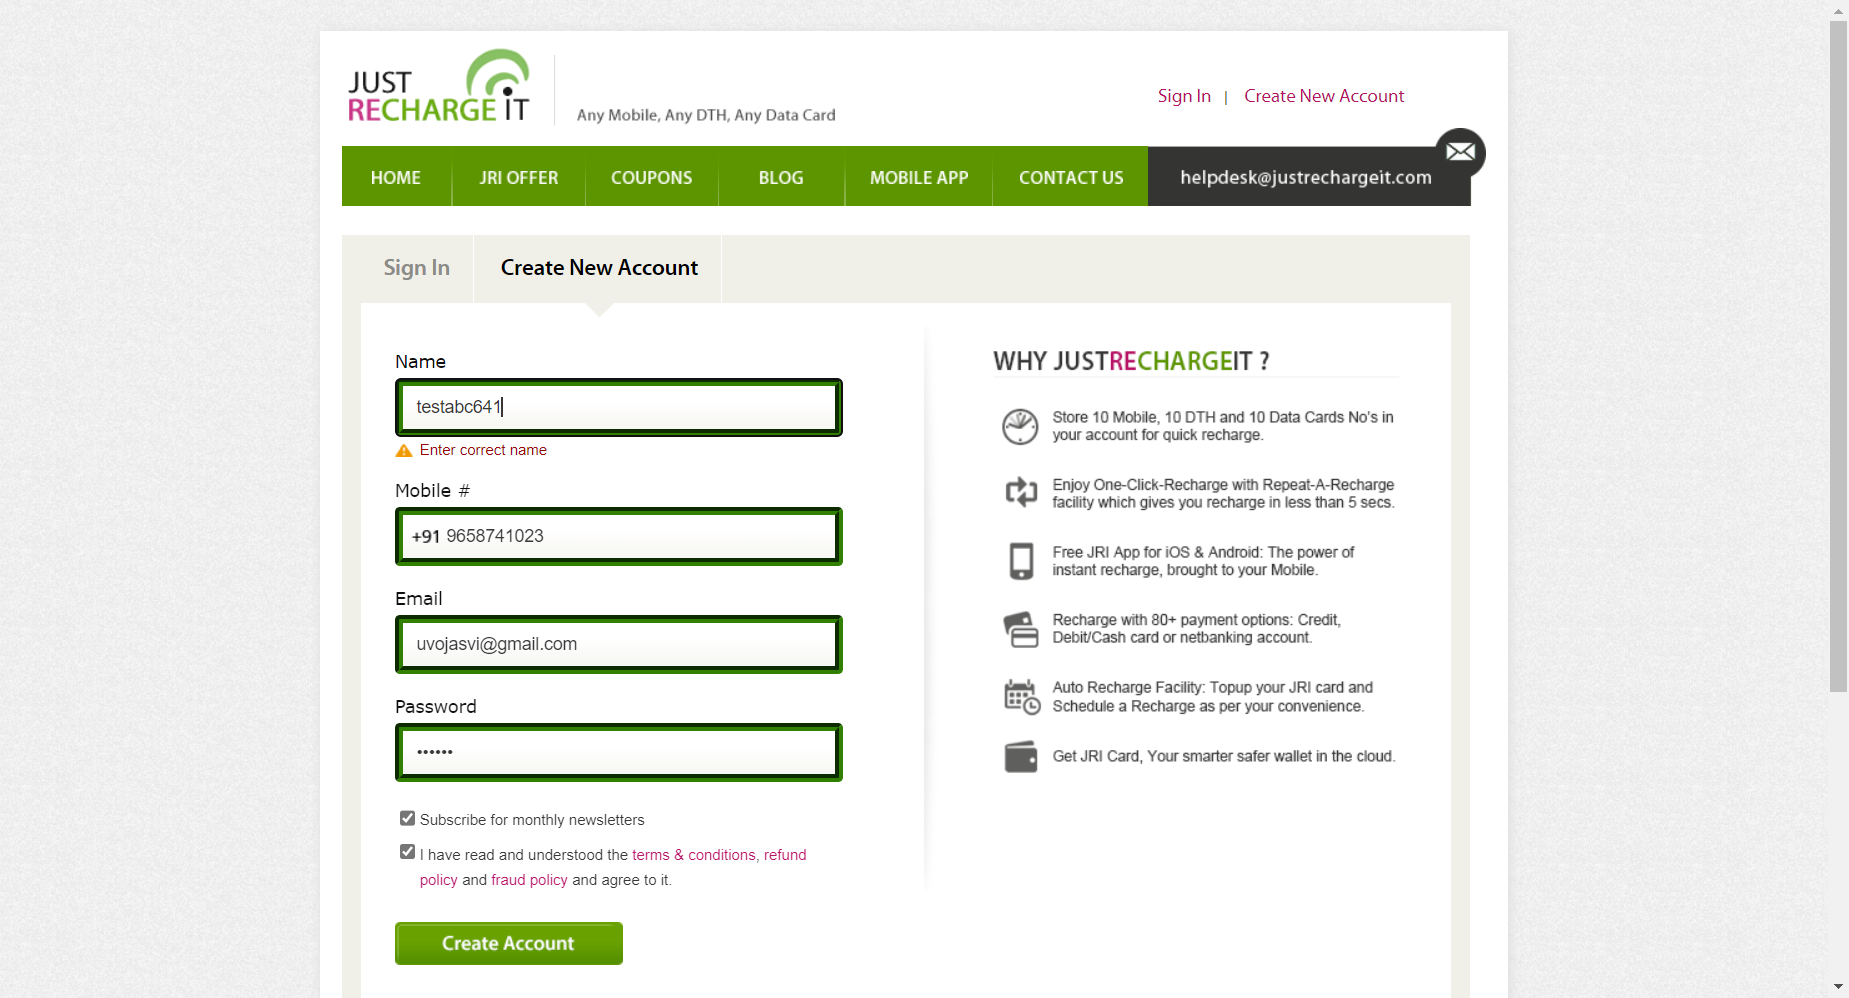 JUST
RECHARGE IT
Any Mobile, Any DTH, Any Data Card
Sign In | Create New Account
HOME JRI OFFER COUPONS BLOG MOBILE APP CONTACT US helpdesk@justrechargeit.com
Sign In Create New Account
Name
testabc641
Enter correct name
Mobile #
+91 9658741023
Email
uvojasvi@gmail.com
Password
••••••
Subscribe for monthly newsletters
I have read and understood the terms & conditions, refund
policy and fraud policy and agree to it.
Create Account
WHY JUSTRECHARGEIT ?
Store 10 Mobile, 10 DTH and 10 Data Cards No's in
your account for quick recharge.
Enjoy One-Click-Recharge with Repeat-A-Recharge
facility which gives you recharge in less than 5 secs.
Free JRI App for iOS & Android: The power of
instant recharge, brought to your Mobile.
Recharge with 80+ payment options: Credit,
Debit/Cash card or netbanking account.
Auto Recharge Facility: Topup your JRI card and
Schedule a Recharge as per your convenience.
Get JRI Card, Your smarter safer wallet in the cloud.